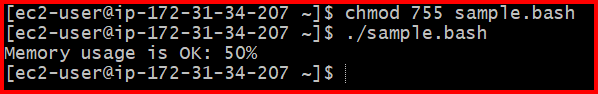 [ec2-user@ip-172-31-34-207 ~]$ chmod 755 sample.bash
[ec2-user@ip-172-31-34-207 ~]$ ./sample.bash
Memory usage is OK: 50%
[ec2-user@ip-172-31-34-207 ~]$